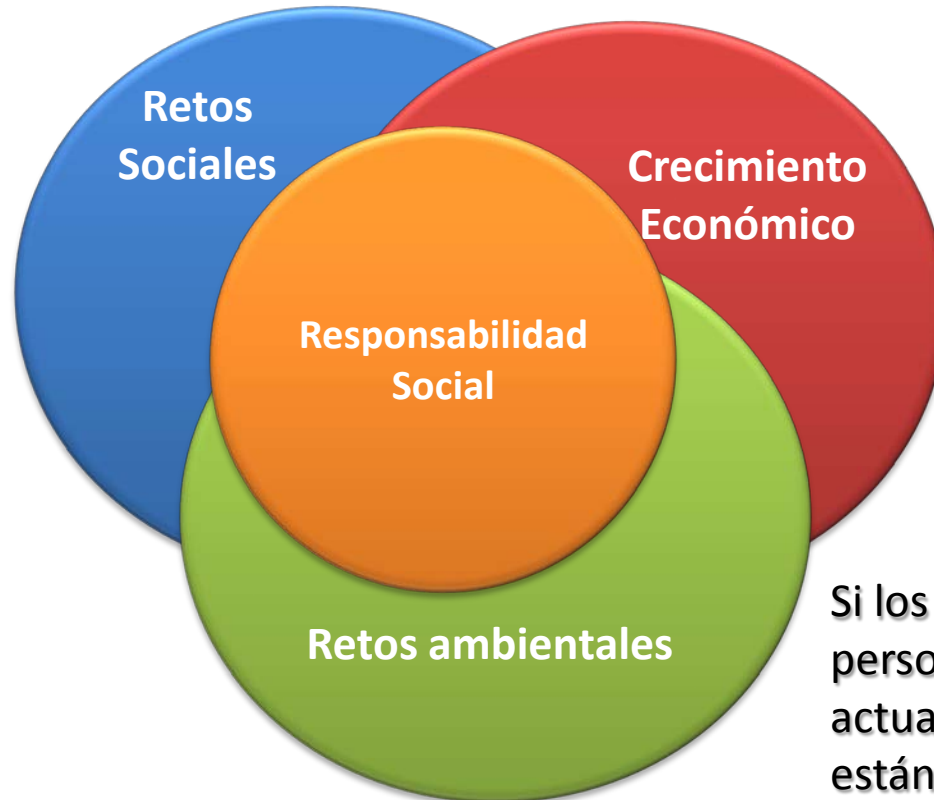 Retos
Sociales
Crecimiento
Económico
Responsabilidad
Social
Retos ambientales
Si los
están